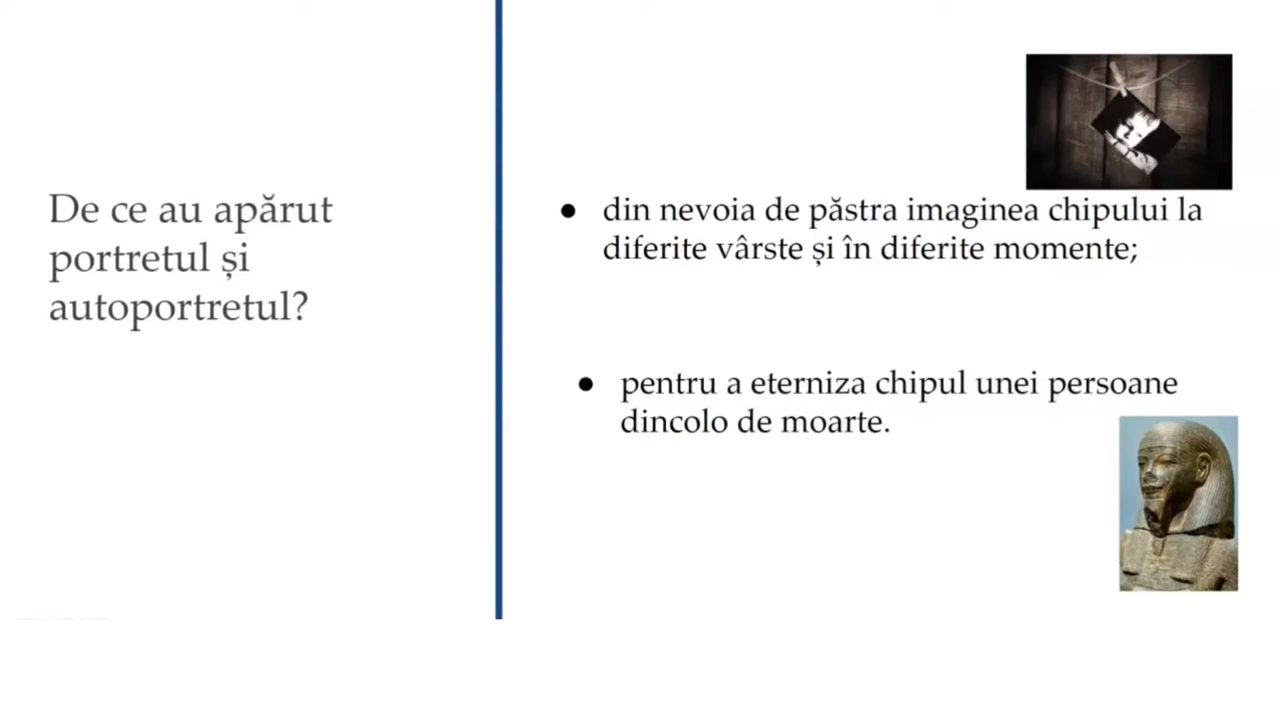 De ce au apărut
portretul și
autoportretul?
● din nevoia de păstra imaginea chipului la
diferite vârste și în diferite momente;
● pentru a eterniza chipul unei persoane
dincolo de moarte.